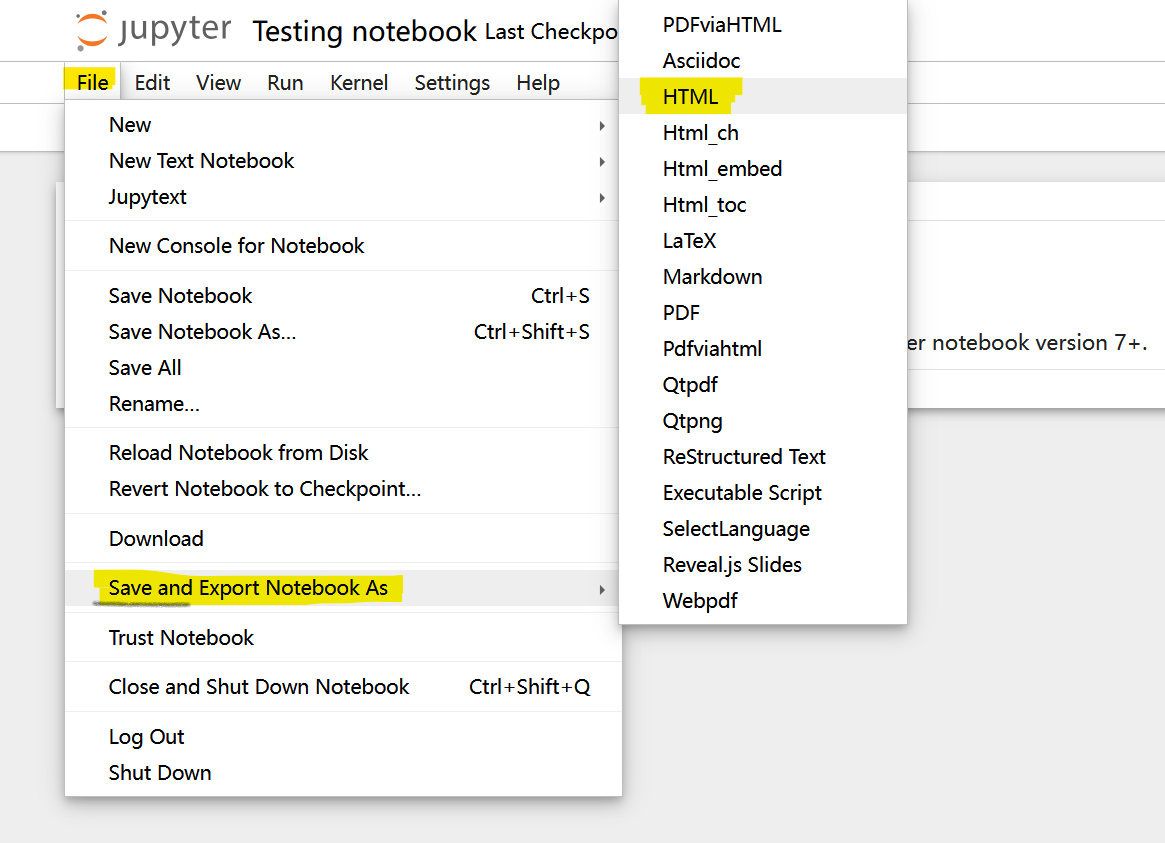 jupyter Testing notebook Last Checkpo
File Edit View Run Kernel Settings Help
New
New Text Notebook
Jupytext
New Console for Notebook
Save Notebook Ctrl+S
Save Notebook As... Ctrl+Shift+S
Save All
Rename...
Reload Notebook from Disk
Revert Notebook to Checkpoint...
Download
Save and Export Notebook As
Trust Notebook
Close and Shut Down Notebook Ctrl+Shift+Q
Log Out
Shut Down
PDFviaHTML
Asciidoc
HTML
Html_ch
Html_embed
Html_toc
LaTeX
Markdown
PDF
Pdfviahtml
Qtpdf
Qtpng
ReStructured Text
Executable Script
SelectLanguage
Reveal.js Slides
Webpdf
er notebook version 7+.